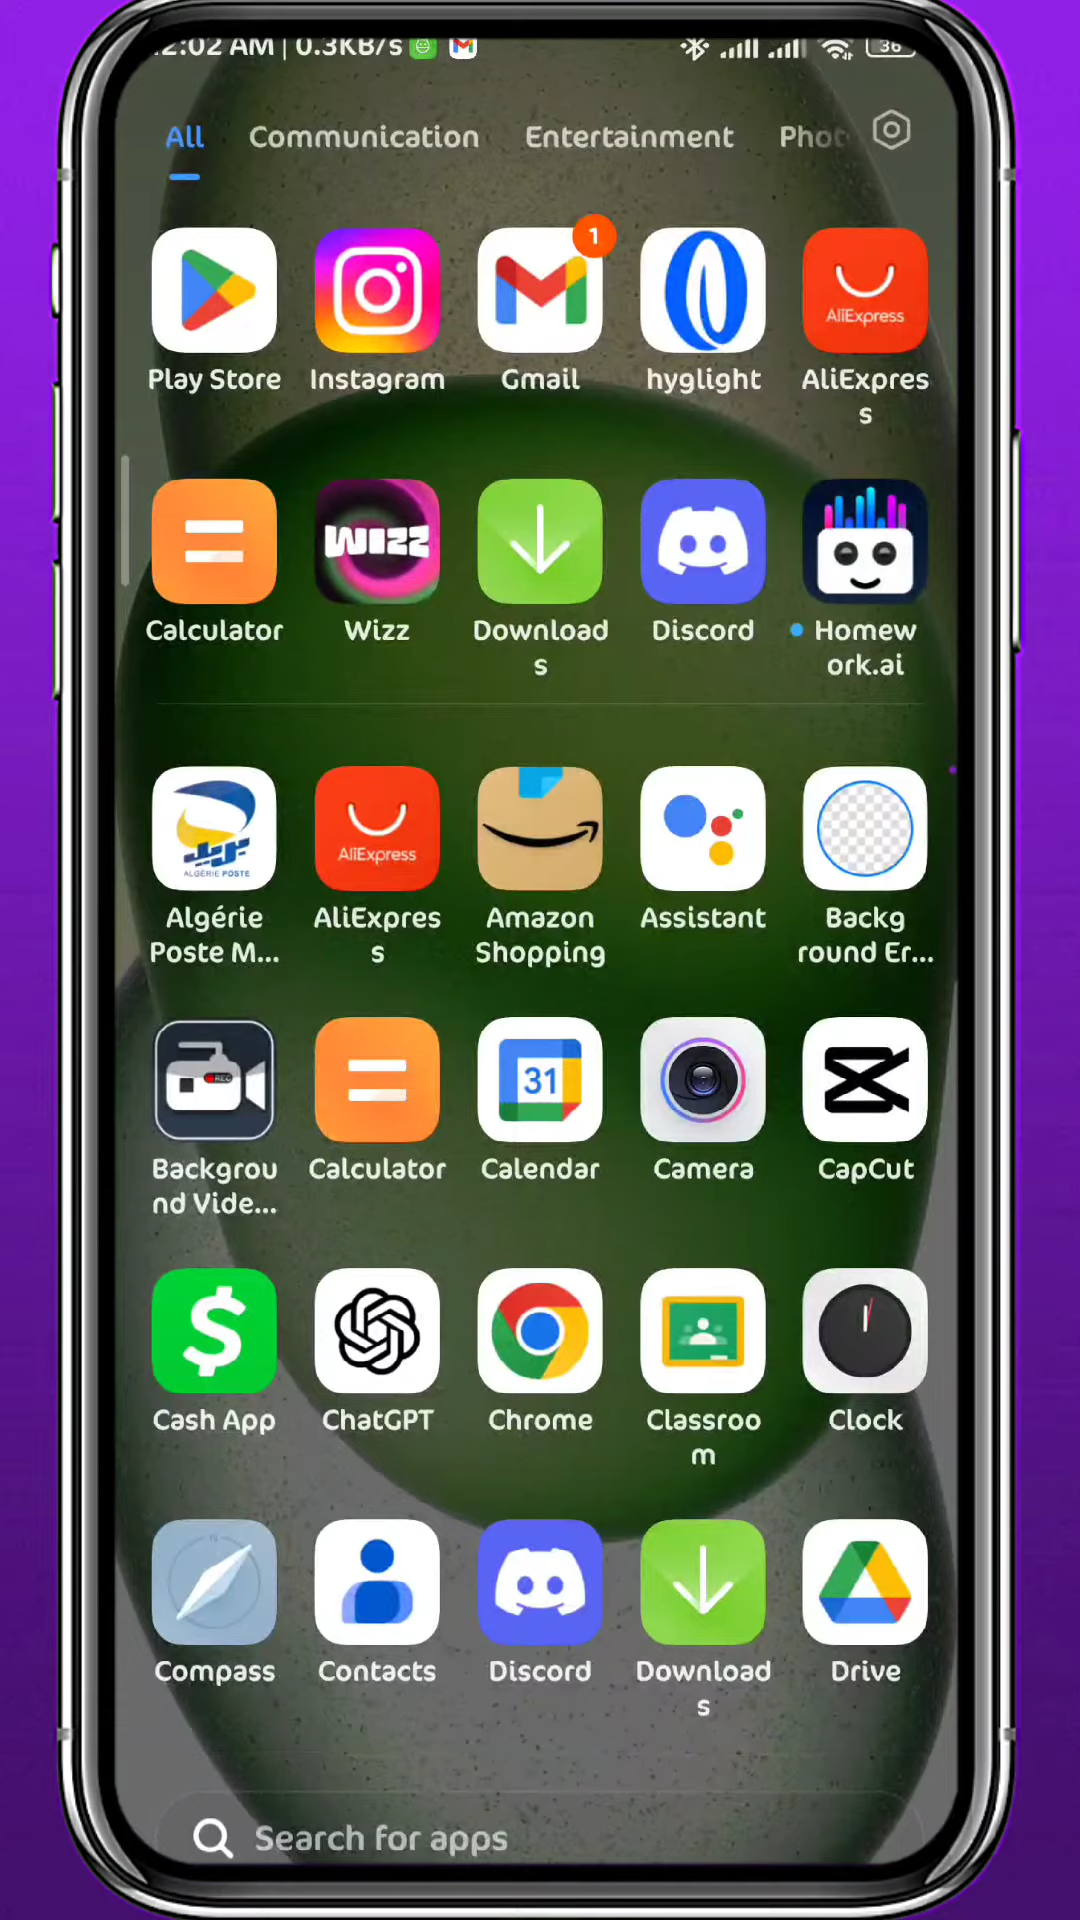 2:02 AM | 0.3KB/s
36
All Communication Entertainment Phot
1
Play Store Instagram Gmail hyglight AliExpres
s
AliExpress
WIZZ
Calculator Wizz Download Discord Homew
s ork.ai
ALGÉRIE POSTE
AliExpress
Algérie AliExpres Amazon Assistant Backg
Poste M... s Shopping round Er...
REC
31
Backgrou Calculator Calendar Camera CapCut
nd Vide...
$
Cash App ChatGPT Chrome Classroo Clock
m
Compass Contacts Discord Download Drive
s
Search for apps